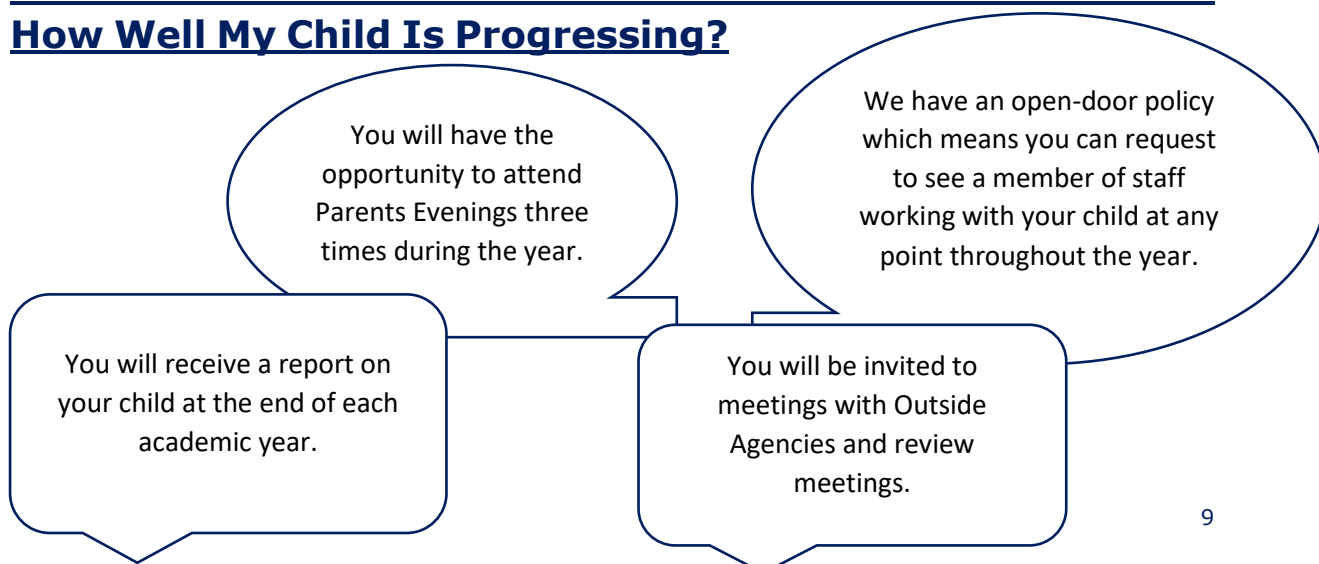 How Well My Child Is Progressing?
You will have the
opportunity to attend
Parents Evenings three
times during the year.
We have an open-door policy
which means you can request
to see a member of staff
working with your child at any
point throughout the year.
You will receive a report on
your child at the end of each
academic year.
You will be invited to
meetings with Outside
Agencies and review
meetings.
9